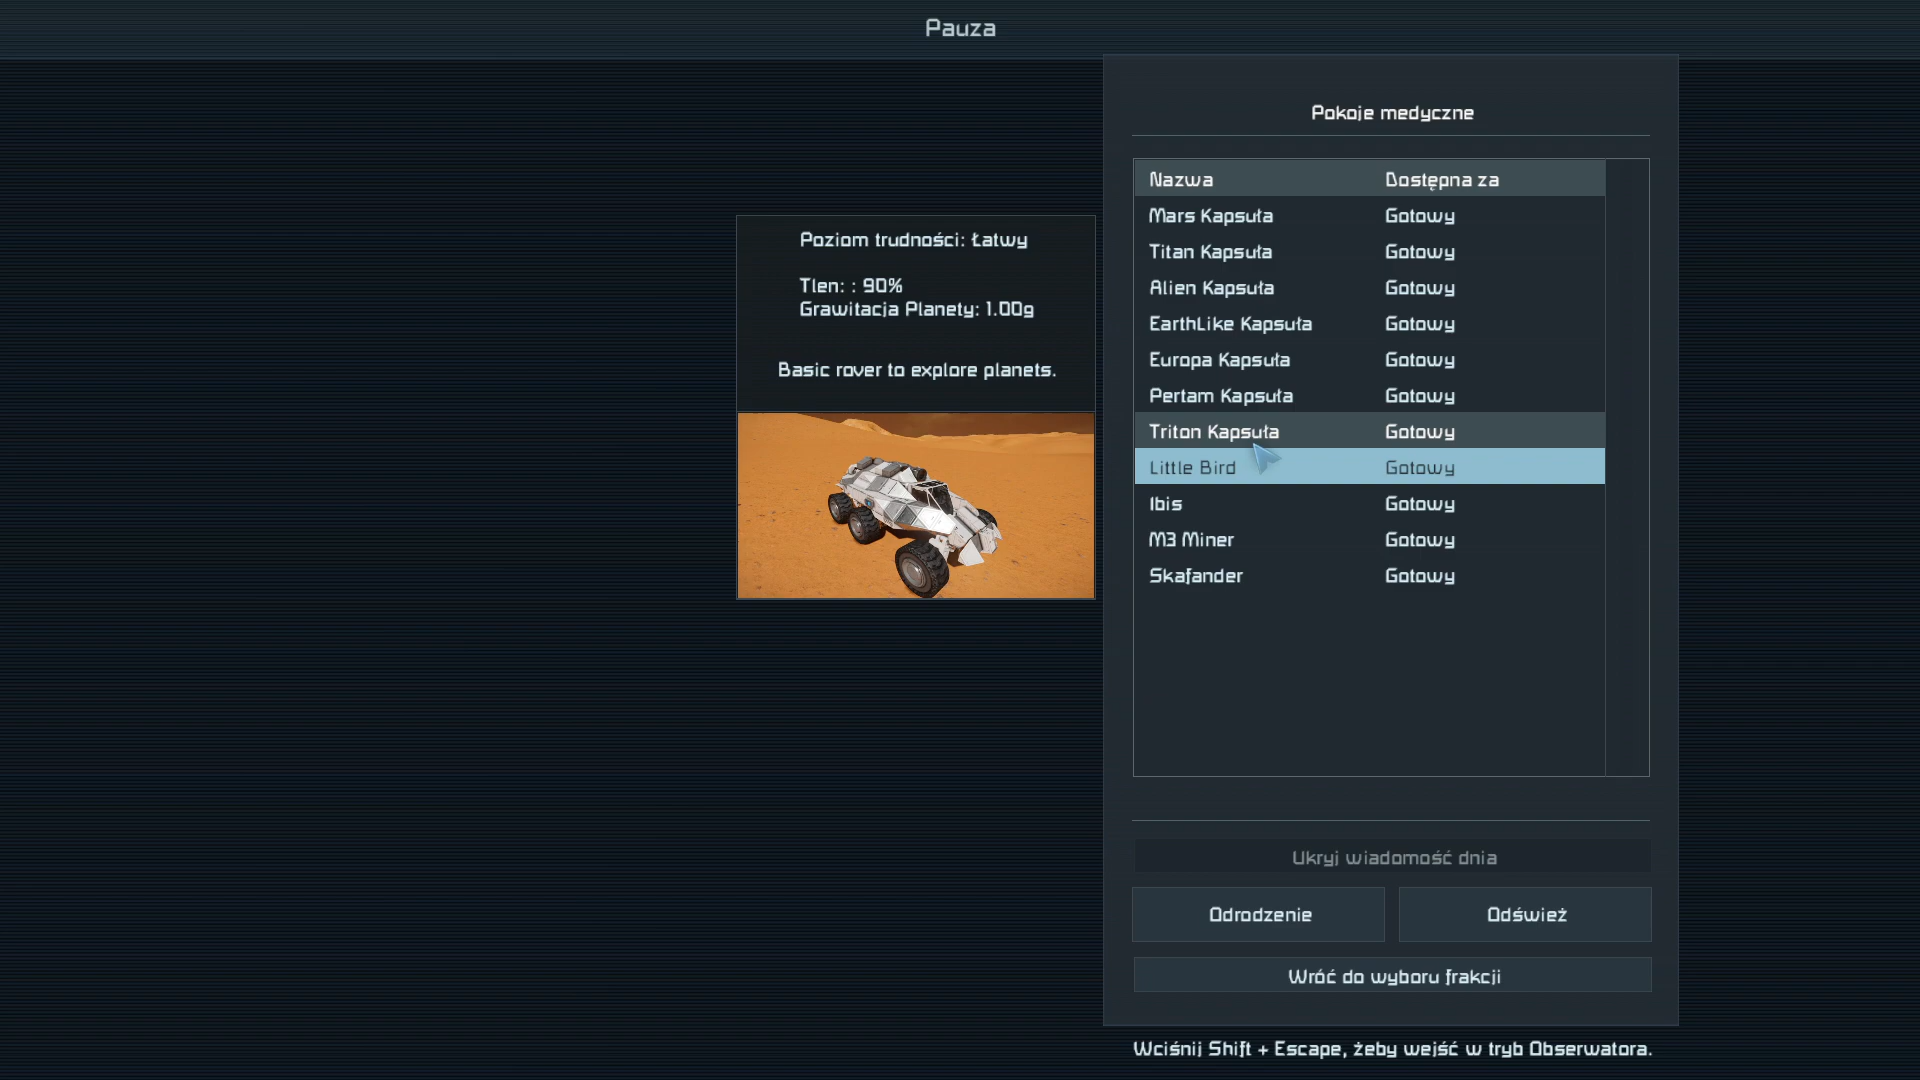 Pauza
Pokoje medyczne
Nazwa Dostępna za
Mars Kapsuła Gotowy
Titan Kapsuła Gotowy
Alien Kapsuła Gotowy
EarthLike Kapsuła Gotowy
Europa Kapsuła Gotowy
Pertam Kapsuła Gotowy
Triton Kapsuła Gotowy
Little Bird Gotowy
Ibis Gotowy
M3 Miner Gotowy
Skafander Gotowy
Poziom trudności: Łatwy
Tlen: : 90%
Grawitacja Planety: 1.00g
Basic rover to explore planets.
Ukryj wiadomość dnia
Odrodzenie Odśwież
Wróć do wyboru frakcji
Wciśnij Shift + Escape, żeby wejść w tryb Obserwatora.